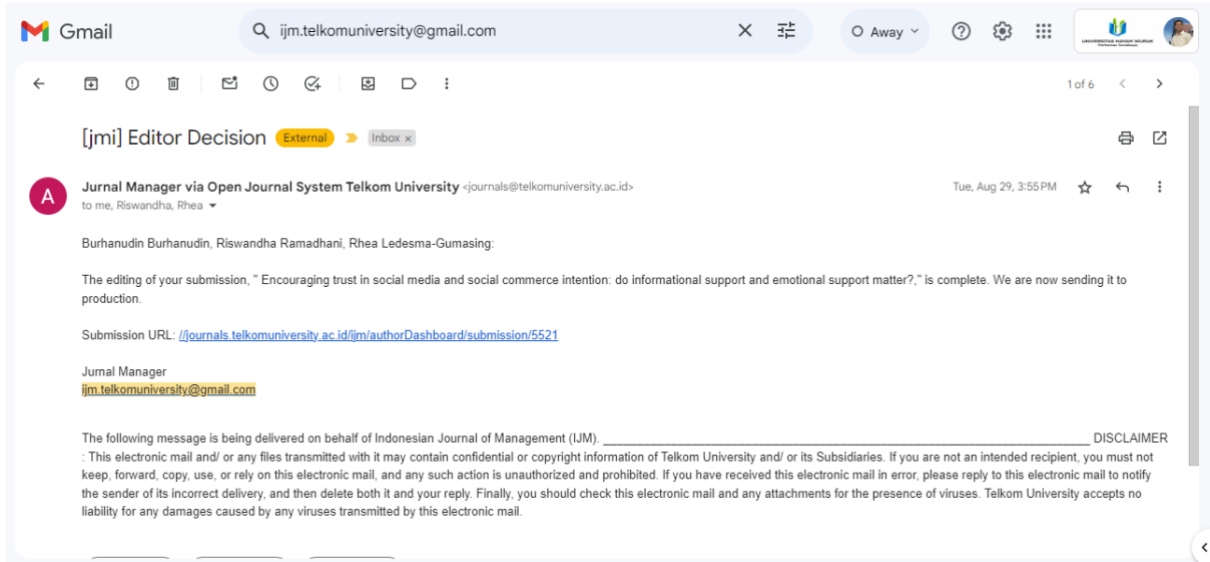 Gmail
ijm.telkomuniversity@gmail.com
Away
1 of 6
[jmi] Editor Decision External Inbox x
A
Jurnal Manager via Open Journal System Telkom University <journals@telkomuniversity.ac.id>
Tue, Aug 29, 3:55 PM
to me, Riswandha, Rhea
Burhanudin Burhanudin, Riswandha Ramadhani, Rhea Ledesma-Gumasing:
The editing of your submission, " Encouraging trust in social media and social commerce intention: do informational support and emotional support matter?," is complete. We are now sending it to
production.
Submission URL: //journals.telkomuniversity.ac.id/ijm/authorDashboard/submission/5521
Jurnal Manager
ijm.telkomuniversity@gmail.com
The following message is being delivered on behalf of Indonesian Journal of Management (IJM). ________________ DISCLAIMER
: This electronic mail and/ or any files transmitted with it may contain confidential or copyright information of Telkom University and/ or its Subsidiaries. If you are not an intended recipient, you must not
keep, forward, copy, use, or rely on this electronic mail, and any such action is unauthorized and prohibited. If you have received this electronic mail in error, please reply to this electronic mail to notify
the sender of its incorrect delivery, and then delete both it and your reply. Finally, you should check this electronic mail and any attachments for the presence of viruses. Telkom University accepts no
liability for any damages caused by any viruses transmitted by this electronic mail.